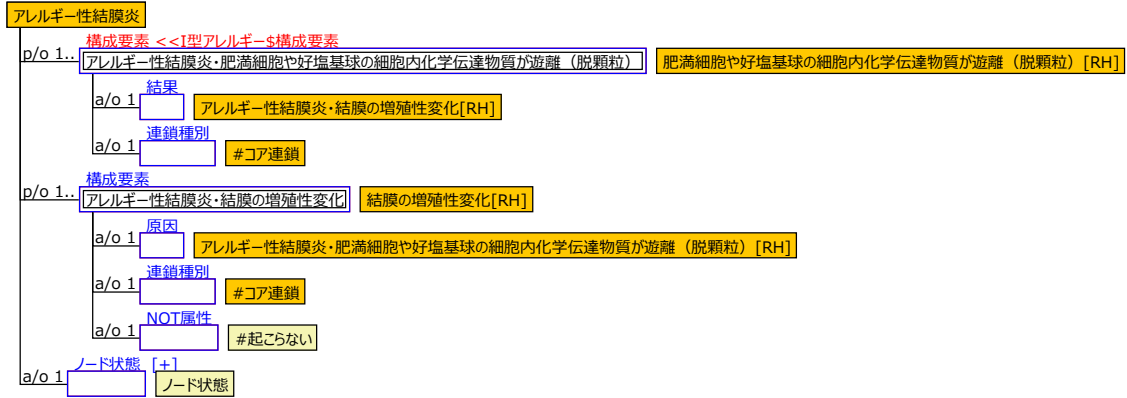 アレルギー性結膜炎
構成要素 <<I型アレルギー$構成要素
p/o 1.. アレルギー性結膜炎・肥満細胞や好塩基球の細胞内化学伝達物質が遊離（脱顆粒） 肥満細胞や好塩基球の細胞内化学伝達物質が遊離（脱顆粒）[RH]
結果
a/o 1 アレルギー性結膜炎・結膜の増殖性変化[RH]
連鎖種別
a/o 1 #コア連鎖
構成要素
p/o 1.. アレルギー性結膜炎・結膜の増殖性変化 結膜の増殖性変化[RH]
原因
a/o 1 アレルギー性結膜炎・肥満細胞や好塩基球の細胞内化学伝達物質が遊離（脱顆粒）[RH]
連鎖種別
a/o 1 #コア連鎖
NOT属性
a/o 1 #起こらない
ノード状態 [+]
a/o 1 ノード状態